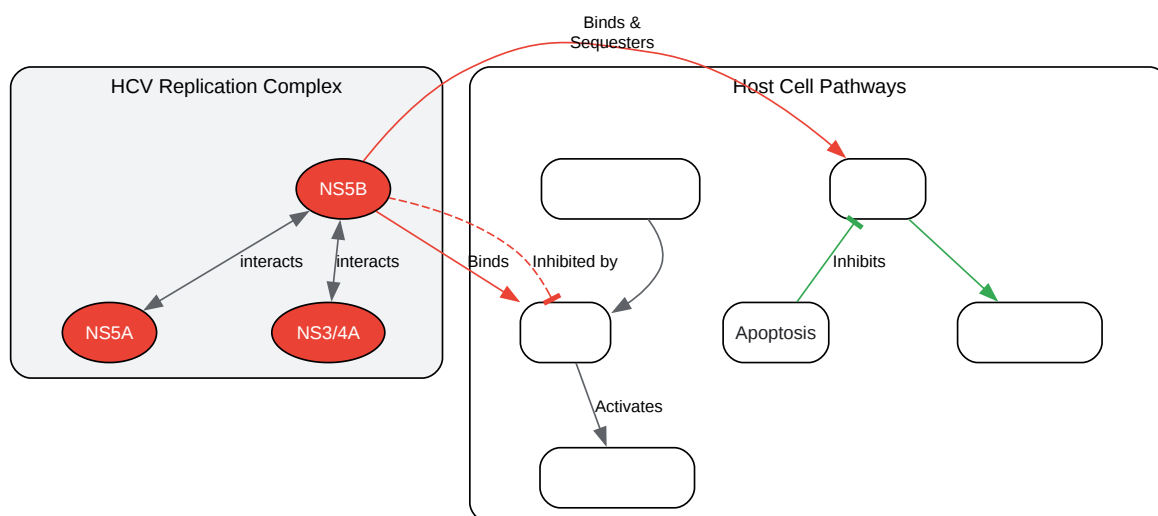 Binds &
Sequesters
HCV Replication Complex
Host Cell Pathways
NS5B
interacts
interacts
Binds
Inhibited by
Inhibits
NS5A
NS3/4A
Apoptosis
Activates